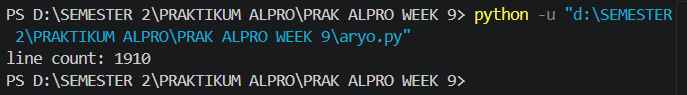 PS D:\SEMESTER 2\PRAKTIKUM ALPRO\PRAK ALPRO WEEK 9> python -u "d:\SEMESTER
 2\PRAKTIKUM ALPRO\PRAK ALPRO WEEK 9\aryo.py"
line count: 1910
PS D:\SEMESTER 2\PRAKTIKUM ALPRO\PRAK ALPRO WEEK 9>